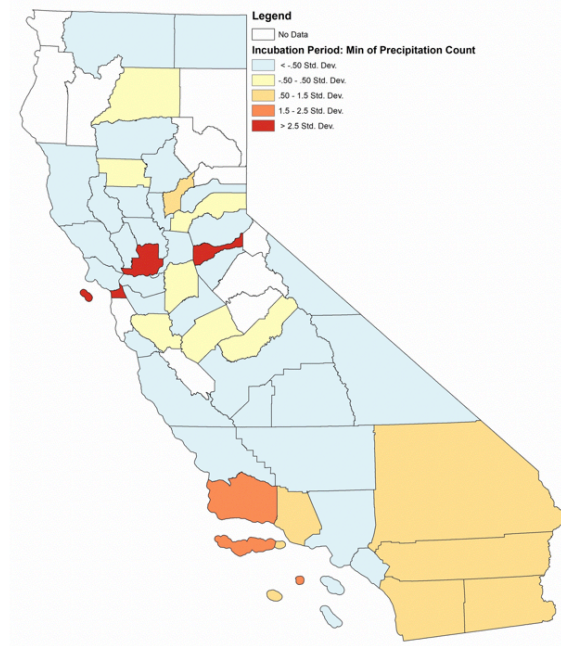 Legend
No Data
Incubation Period: Min of Precipitation Count
< -.50 Std. Dev.
-.50 - .50 Std. Dev.
.50 - 1.5 Std. Dev.
1.5 - 2.5 Std. Dev.
> 2.5 Std. Dev.